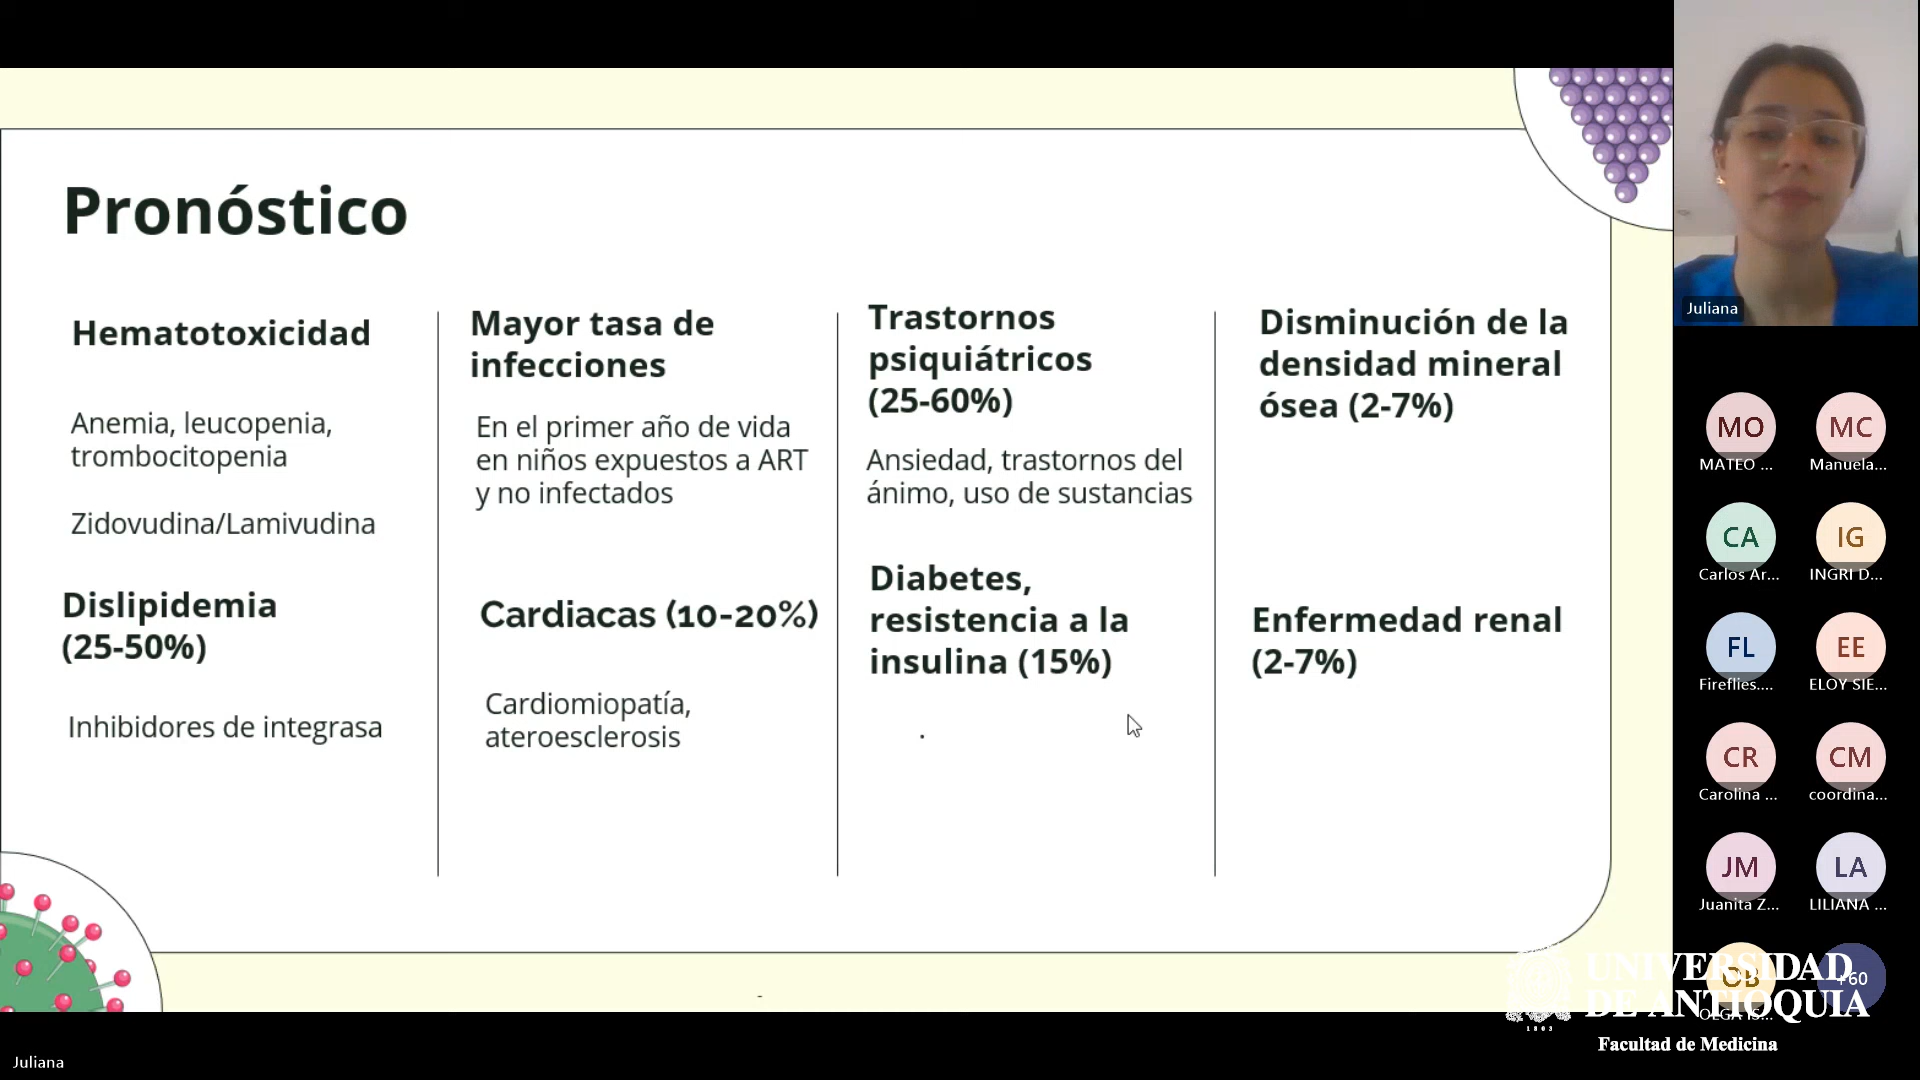 Pronóstico
Hematotoxicidad
Anemia, leucopenia,
trombocitopenia
Zidovudina/Lamivudina
Dislipidemia
(25-50%)
Inhibidores de integrasa
Mayor tasa de
infecciones
En el primer año de vida
en niños expuestos a ART
y no infectados
Cardiacas (10-20%)
Cardiomiopatía,
ateroesclerosis
Trastornos
psiquiátricos
(25-60%)
Ansiedad, trastornos del
ánimo, uso de sustancias
Diabetes,
resistencia a la
insulina (15%)
.
Disminución de la
densidad mineral
ósea (2-7%)
Enfermedad renal
(2-7%)
-
Juliana
Juliana
MO
MATEO ...
MC
Manuela...
CA
Carlos Ar...
IG
INGRI D...
FL
Fireflies....
EE
ELOY SIE...
CR
Carolina ...
CM
coordina...
JM
Juanita Z...
LA
LILIANA ...
OB
OLGA IS...
+60
UNIVERSIDAD
DE ANTIOQUIA
1803
Facultad de Medicina